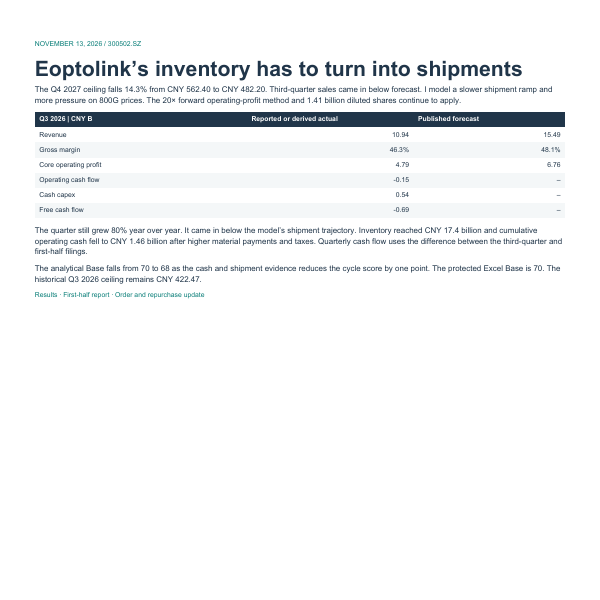 NOVEMBER 13, 2026 / 300502.SZ
Eoptolink’s inventory has to turn into shipments
The Q4 2027 ceiling falls 14.3% from CNY 562.40 to CNY 482.20. Third-quarter sales came in below forecast. I model a slower shipment ramp and
more pressure on 800G prices. The 20× forward operating-profit method and 1.41 billion diluted shares continue to apply.
Q3 2026 | CNY B Reported or derived actual Published forecast
Revenue 10.94 15.49
Gross margin 46.3% 48.1%
Core operating profit 4.79 6.76
Operating cash flow -0.15 –
Cash capex 0.54 –
Free cash flow -0.69 –
The quarter still grew 80% year over year. It came in below the model’s shipment trajectory. Inventory reached CNY 17.4 billion and cumulative
operating cash fell to CNY 1.46 billion after higher material payments and taxes. Quarterly cash flow uses the difference between the third-quarter and
first-half filings.
The analytical Base falls from 70 to 68 as the cash and shipment evidence reduces the cycle score by one point. The protected Excel Base is 70. The
historical Q3 2026 ceiling remains CNY 422.47.
Results · First-half report · Order and repurchase update